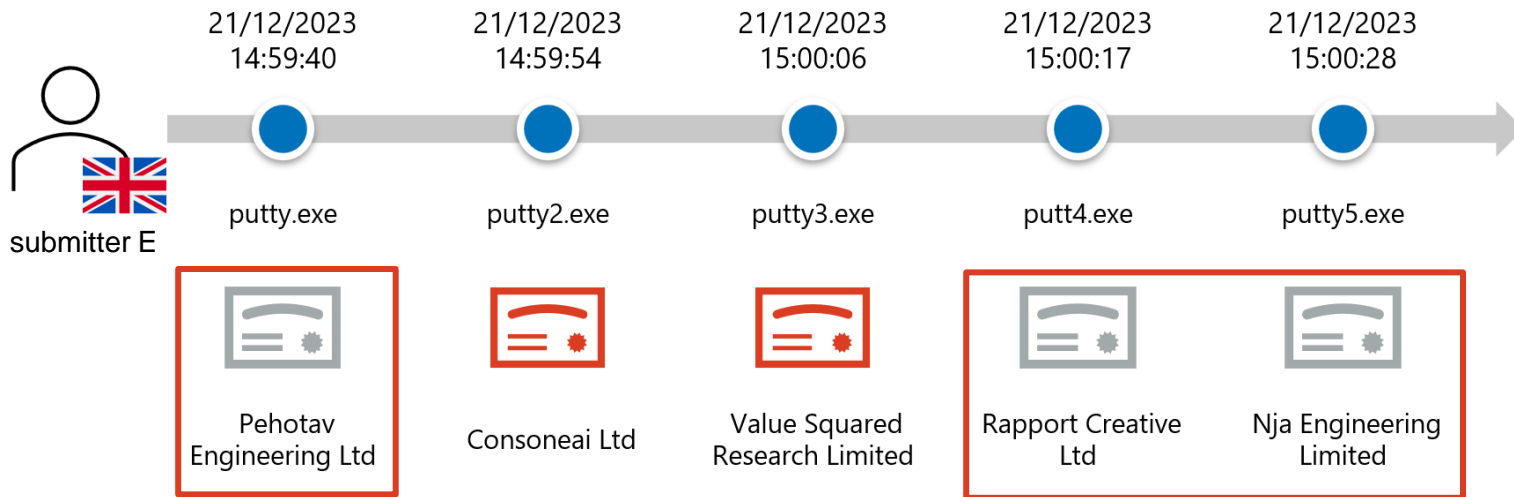 21/12/2023
14:59:40
21/12/2023
14:59:54
21/12/2023
15:00:06
21/12/2023
15:00:17
21/12/2023
15:00:28
submitter E
putty.exe
putty2.exe
putty3.exe
putt4.exe
putty5.exe
Pehotav
Engineering Ltd
Consoneai Ltd
Value Squared
Research Limited
Rapport Creative
Ltd
Nja Engineering
Limited